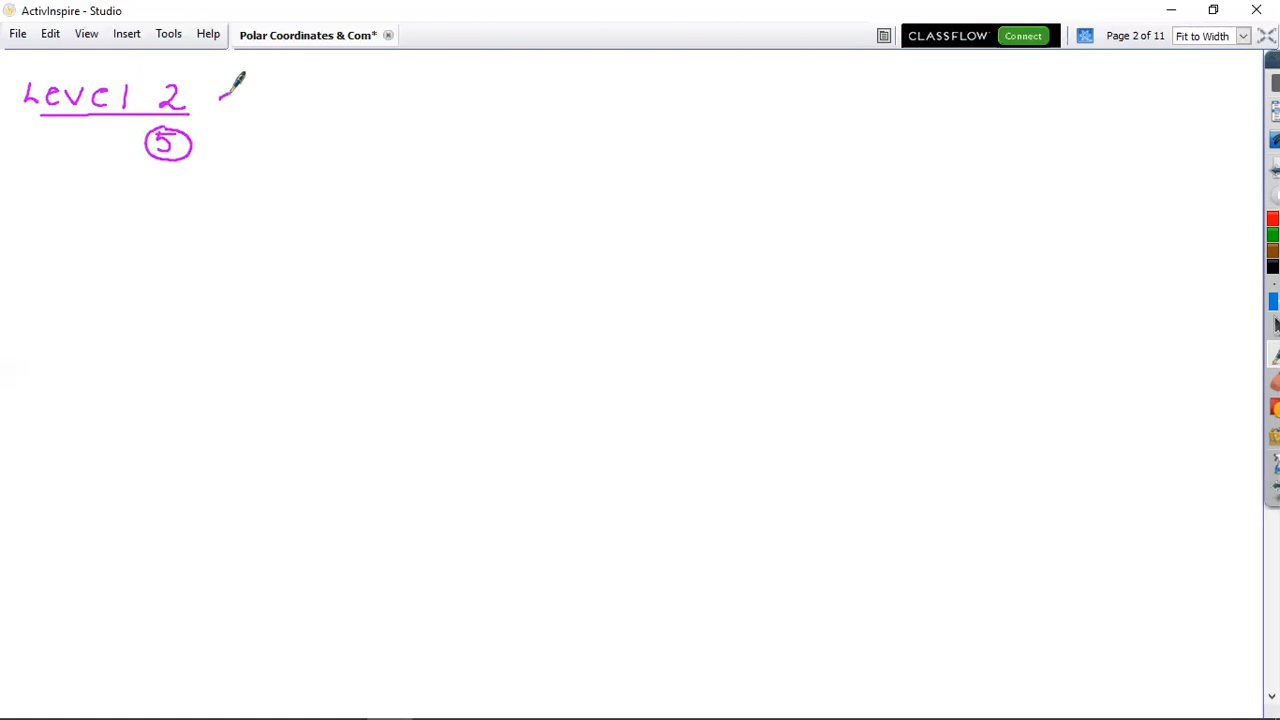 ActivInspire - Studio
File Edit View Insert Tools Help Polar Coordinates & Com* CLASSFLOW Connect Page 2 of 11 Fit to Width
Level 2
5